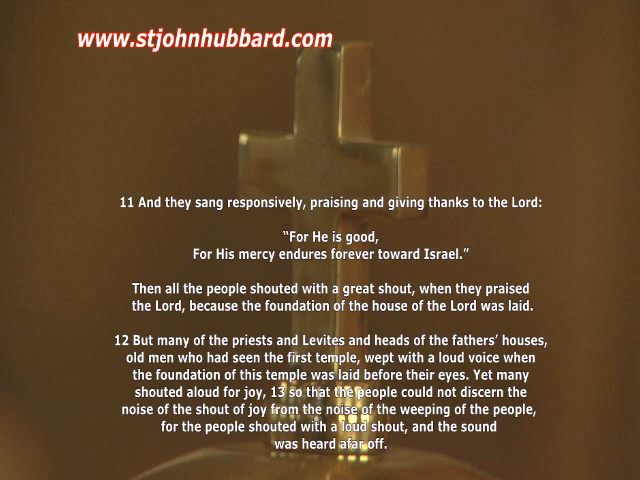 www.stjohnhubbard.com
11 And they sang responsively, praising and giving thanks to the Lord:
“For He is good,
For His mercy endures forever toward Israel.”
Then all the people shouted with a great shout, when they praised
the Lord, because the foundation of the house of the Lord was laid.
12 But many of the priests and Levites and heads of the fathers’ houses,
old men who had seen the first temple, wept with a loud voice when
the foundation of this temple was laid before their eyes. Yet many
shouted aloud for joy, 13 so that the people could not discern the
noise of the shout of joy from the noise of the weeping of the people,
for the people shouted with a loud shout, and the sound
was heard afar off.